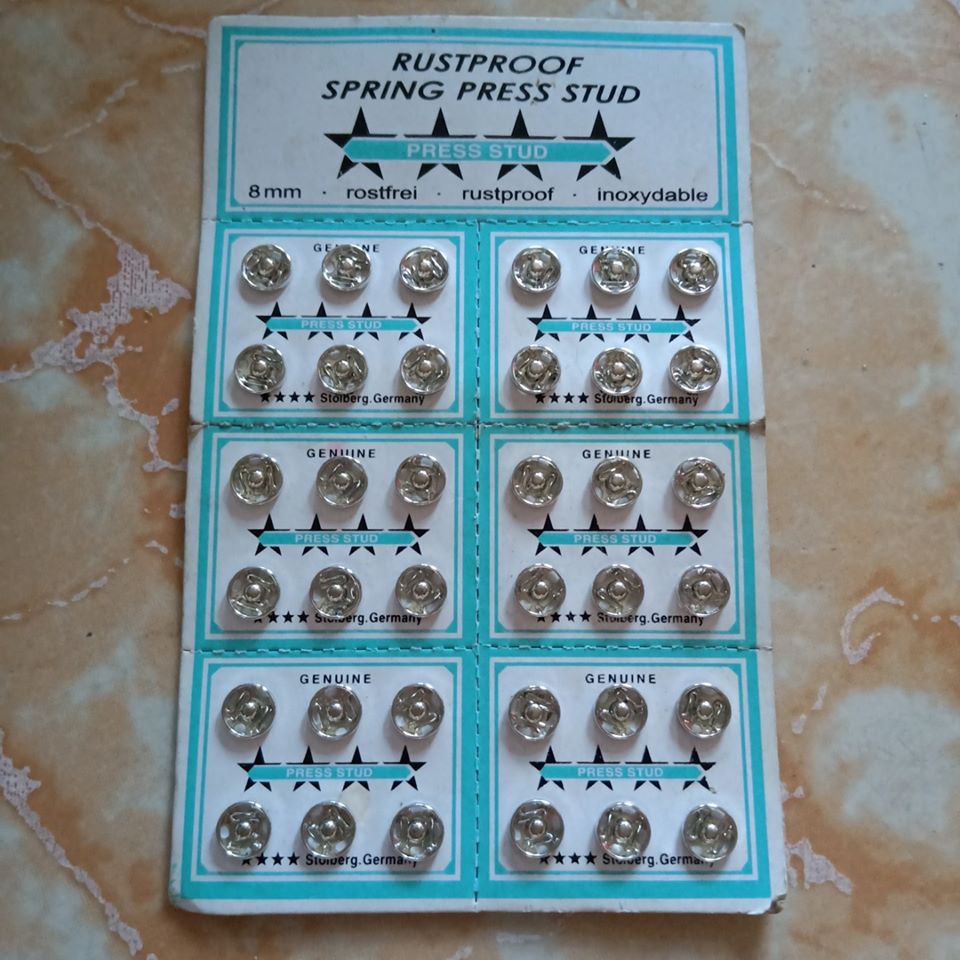 RUSTPROOF
SPRING PRESS STUD
PRESS STUD
8mm · rostfrei · rustproof · inoxydable
GENUINE
PRESS STUD
Stolberg.Germany
GENUINE
PRESS STUD
Stolberg.Germany
GENUINE
PRESS STUD
Stolberg.Germany
GENUINE
PRESS STUD
Stolberg.Germany
GENUINE
PRESS STUD
Stolberg.Germany
GENUINE
PRESS STUD
Stolberg.Germany